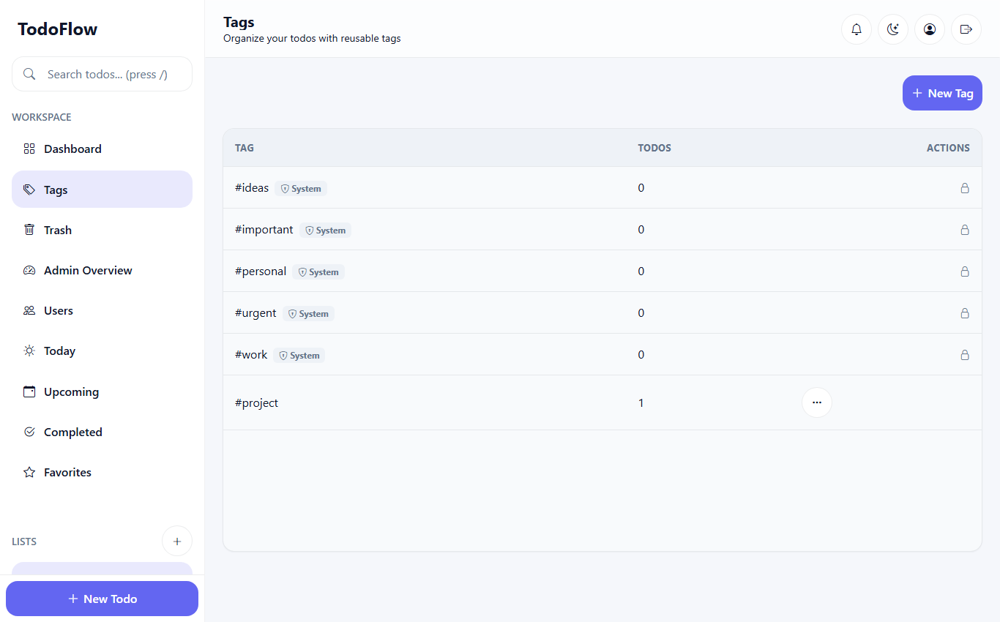 TodoFlow
Search todos... (press /)
WORKSPACE
Dashboard
Tags
Trash
Admin Overview
Users
Today
Upcoming
Completed
Favorites
LISTS
New Todo
Tags
Organize your todos with reusable tags
New Tag
TAG TODOS ACTIONS
#ideas System 0
#important System 0
#personal System 0
#urgent System 0
#work System 0
#project 1